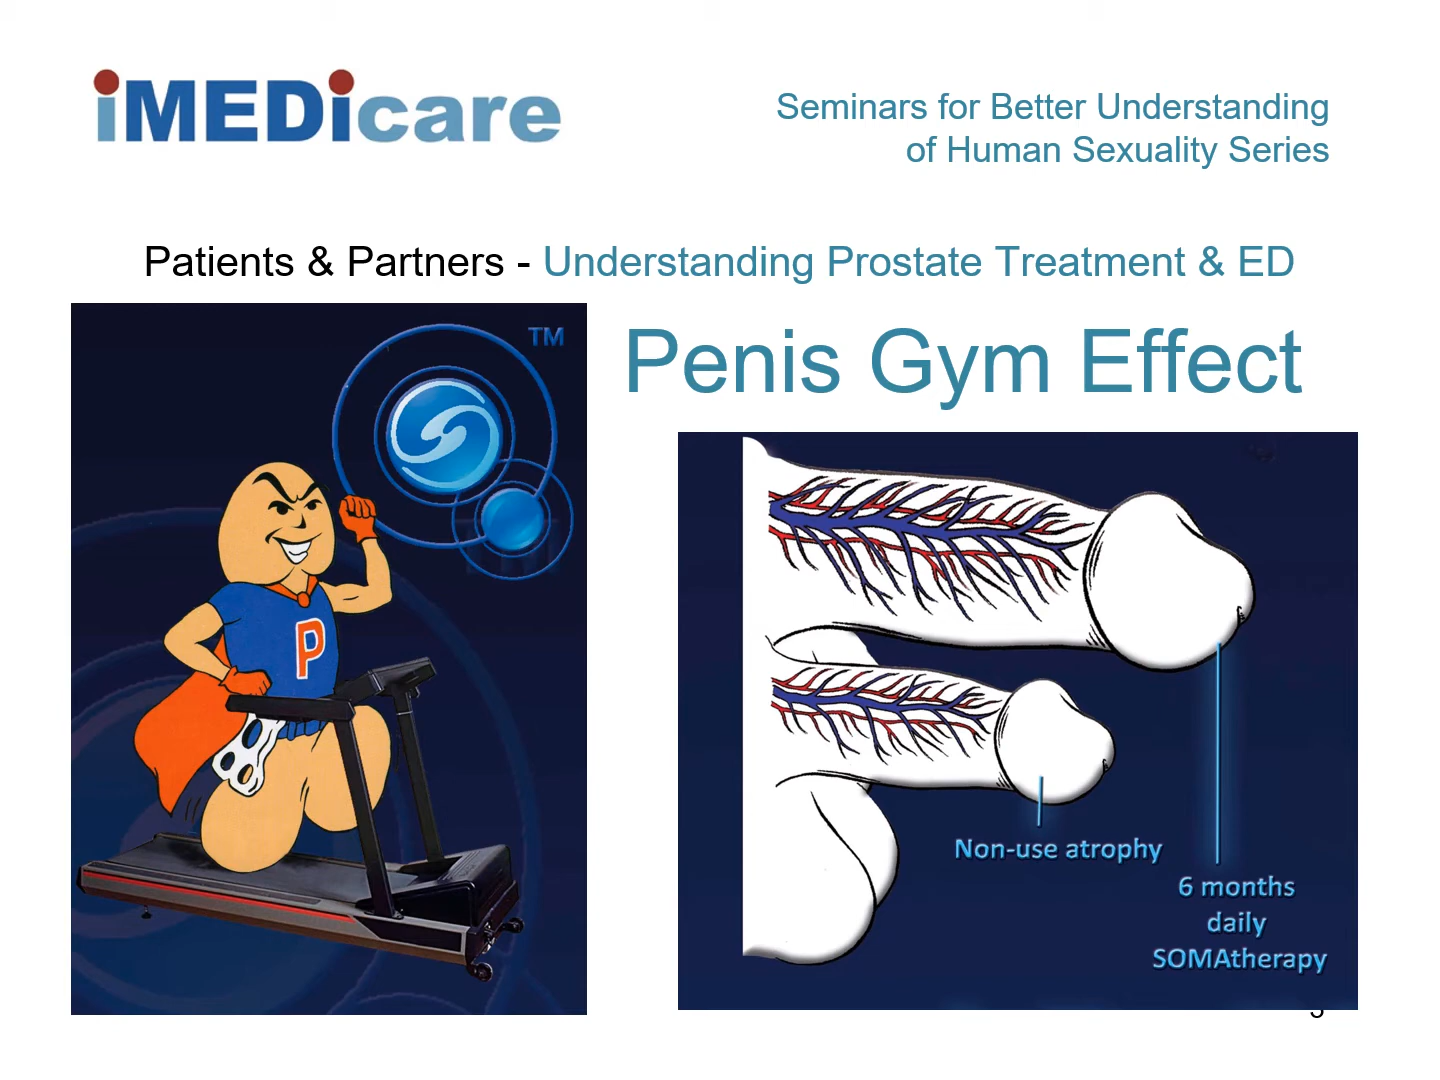 iMEDicare
Seminars for Better Understanding
of Human Sexuality Series
Patients & Partners - Understanding Prostate Treatment & ED
TM
Penis Gym Effect
P
Non-use atrophy
6 months
daily
SOMAtherapy